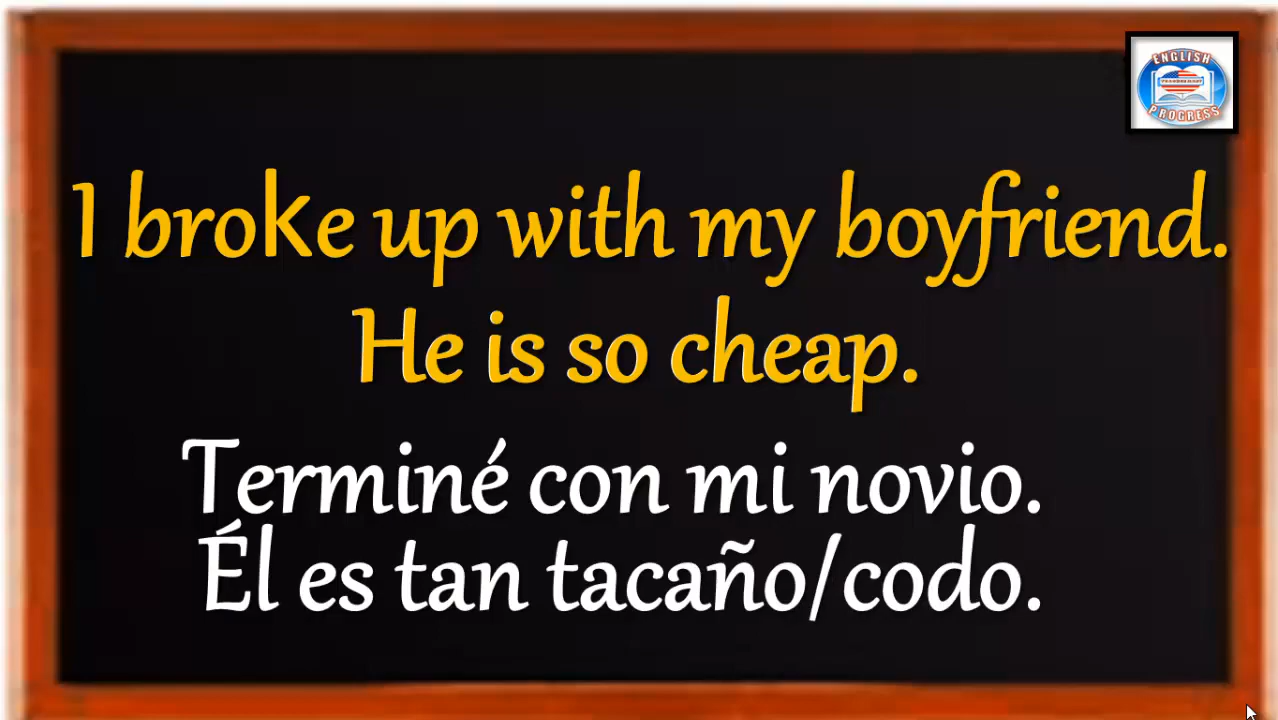 ENGLISH
PROGRESS
I broke up with my boyfriend.
He is so cheap.
Terminé con mi novio.
Él es tan tacaño/codo.